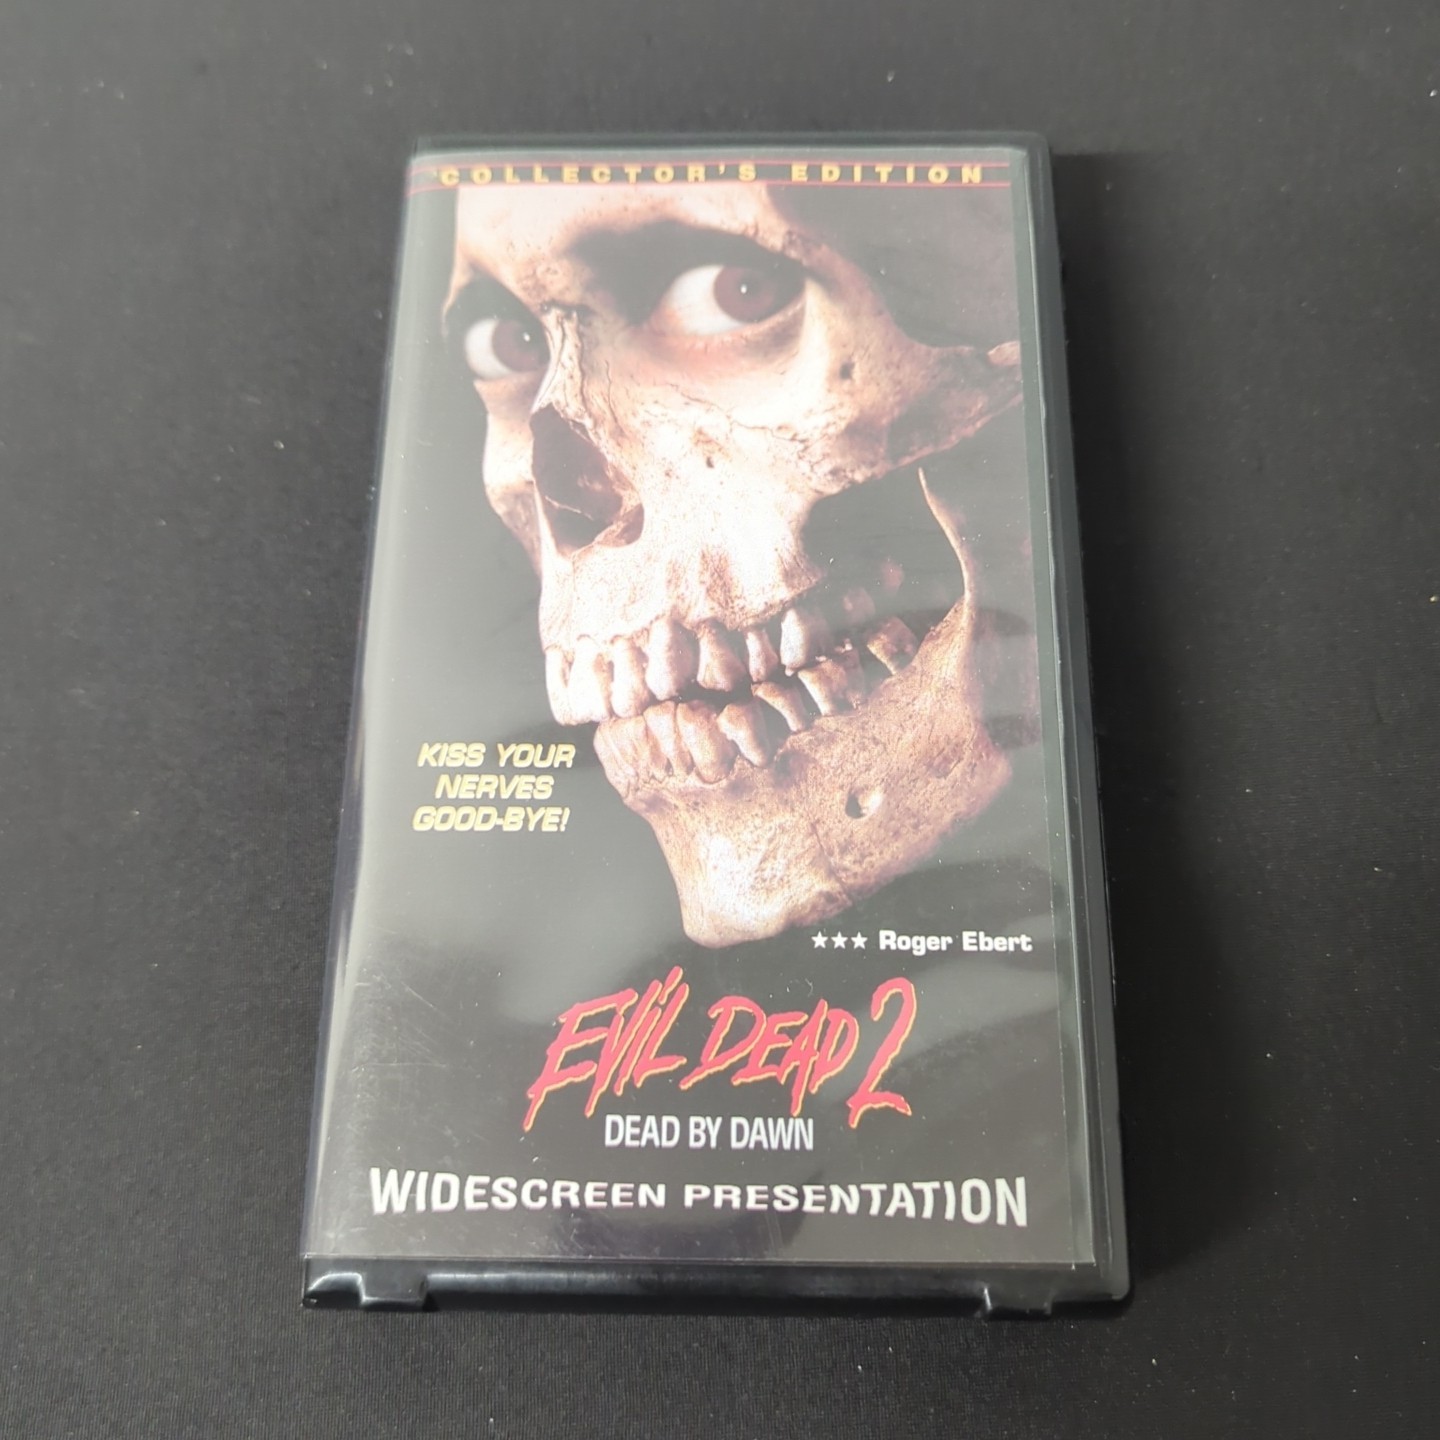 COLLECTOR'S EDITION
KISS YOUR
NERVES
GOOD-BYE!
★★★ Roger Ebert
EVIL DEAD 2
DEAD BY DAWN
WIDESCREEN PRESENTATION